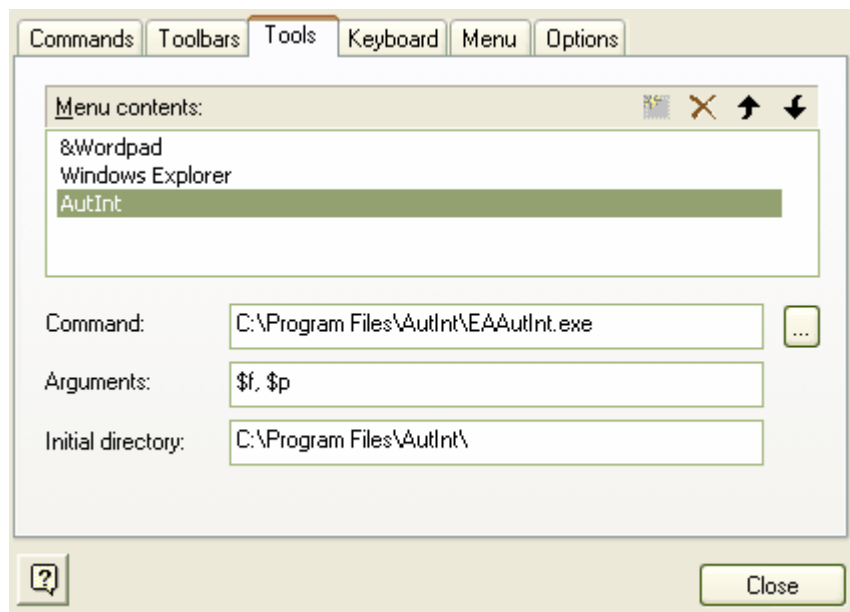 Commands Toolbars Tools Keyboard Menu Options
Menu contents:
&Wordpad
Windows Explorer
AutInt
Command: C:\Program Files\AutInt\EAAutInt.exe ...
Arguments: $f, $p
Initial directory: C:\Program Files\AutInt\
Close